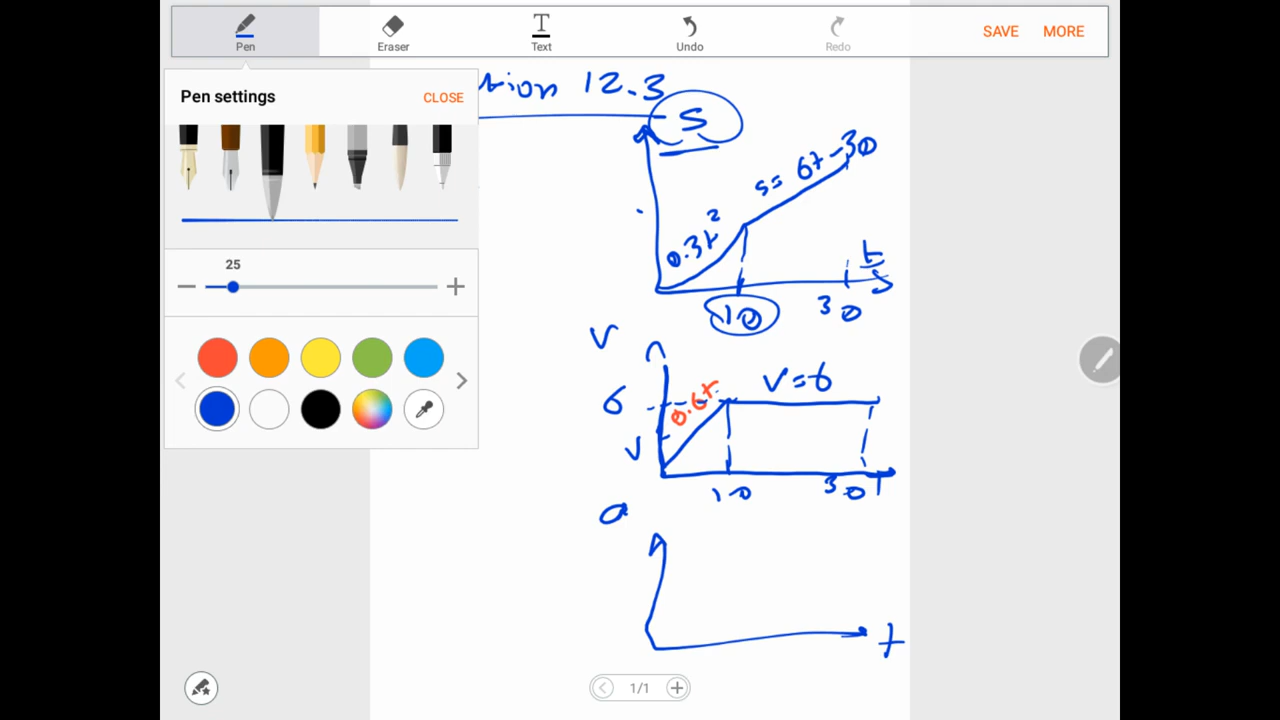 Pen
Eraser
Text
Undo
Redo
SAVE
MORE
Pen settings
CLOSE
25
12.3
S
s= 6t-30
0.3t²
t
10
30
V
6
0.6t
V=6
V
10
30
T
a
t
1/1